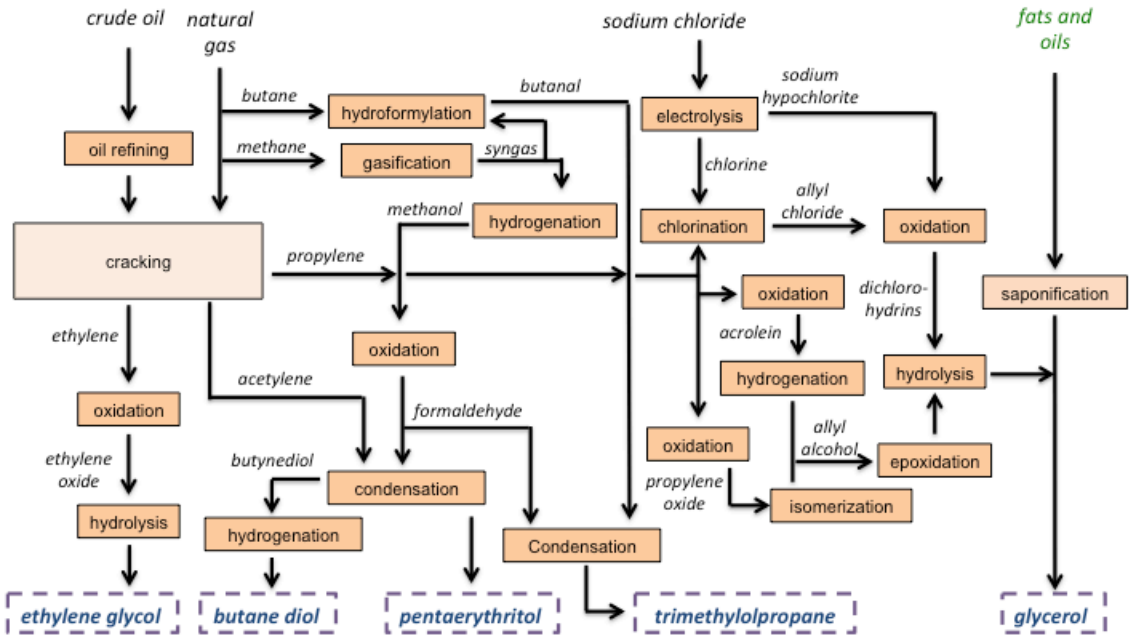 crude oil
natural
gas
sodium chloride
fats and
oils
butane
hydroformylation
butanal
sodium
hypochlorite
electrolysis
oil refining
methane
gasification
syngas
chlorine
allyl
chloride
methanol
hydrogenation
chlorination
oxidation
cracking
propylene
oxidation
dichloro-
hydrins
saponification
ethylene
oxidation
acrolein
hydrogenation
hydrolysis
acetylene
oxidation
formaldehyde
oxidation
allyl
alcohol
epoxidation
ethylene
oxide
butynediol
condensation
propylene
oxide
isomerization
hydrolysis
hydrogenation
Condensation
ethylene glycol
butane diol
pentaerythritol
trimethylolpropane
glycerol